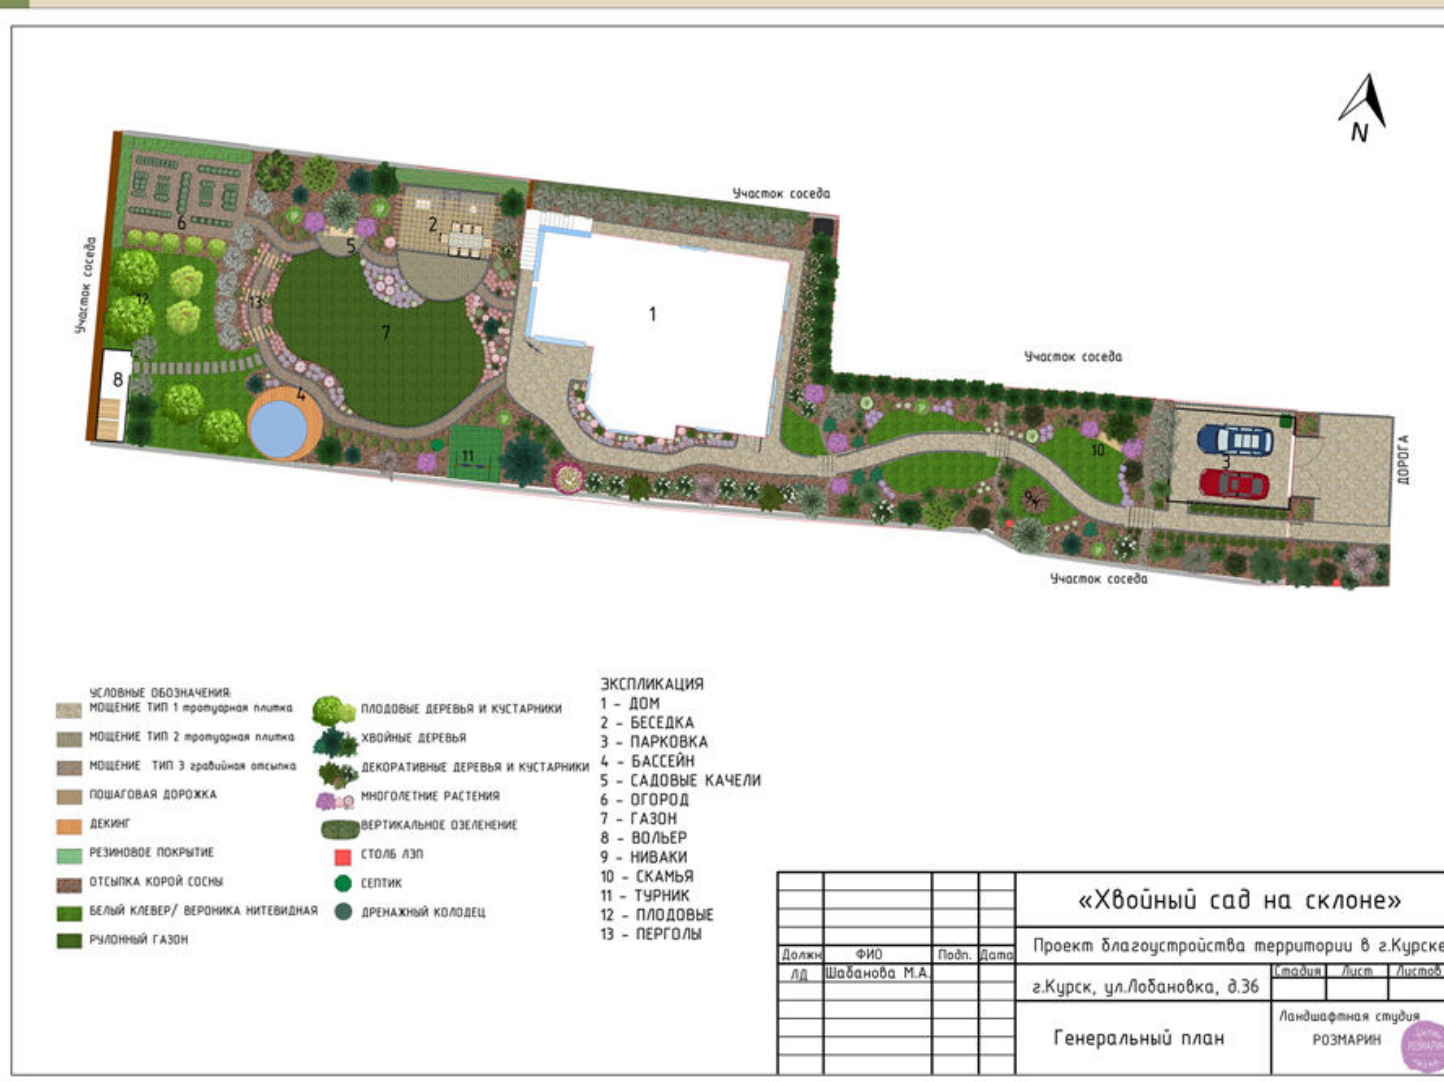 N
Участок соседа
6
2
5
Участок соседа
12
13
7
1
8
4
11
Участок соседа
10
9
3
ДОРОГА
Участок соседа
УСЛОВНЫЕ ОБОЗНАЧЕНИЯ:
МОЩЕНИЕ ТИП 1 тротуарная плитка
МОЩЕНИЕ ТИП 2 тротуарная плитка
МОЩЕНИЕ ТИП 3 гравийная отсыпка
ПОШАГОВАЯ ДОРОЖКА
ДЕКИНГ
РЕЗИНОВОЕ ПОКРЫТИЕ
ОТСЫПКА КОРОЙ СОСНЫ
БЕЛЫЙ КЛЕВЕР/ ВЕРОНИКА НИТЕВИДНАЯ
РУЛОННЫЙ ГАЗОН
ПЛОДОВЫЕ ДЕРЕВЬЯ И КУСТАРНИКИ
ХВОЙНЫЕ ДЕРЕВЬЯ
ДЕКОРАТИВНЫЕ ДЕРЕВЬЯ И КУСТАРНИКИ
МНОГОЛЕТНИЕ РАСТЕНИЯ
ВЕРТИКАЛЬНОЕ ОЗЕЛЕНЕНИЕ
СТОЛБ ЛЭП
СЕПТИК
ДРЕНАЖНЫЙ КОЛОДЕЦ
ЭКСПЛИКАЦИЯ
1 - ДОМ
2 - БЕСЕДКА
3 - ПАРКОВКА
4 - БАССЕЙН
5 - САДОВЫЕ КАЧЕЛИ
6 - ОГОРОД
7 - ГАЗОН
8 - ВОЛЬЕР
9 - НИВАКИ
10 - СКАМЬЯ
11 - ТУРНИК
12 - ПЛОДОВЫЕ
13 - ПЕРГОЛЫ
«Хвойный сад на склоне»
Проект благоустройства территории в г.Курске
Должн ФИО Подп. Дата
ЛД Шабанова М.А.
г.Курск, ул.Лобановка, д.36
Стадия Лист Листов
Генеральный план
Ландшафтная студия
РОЗМАРИН